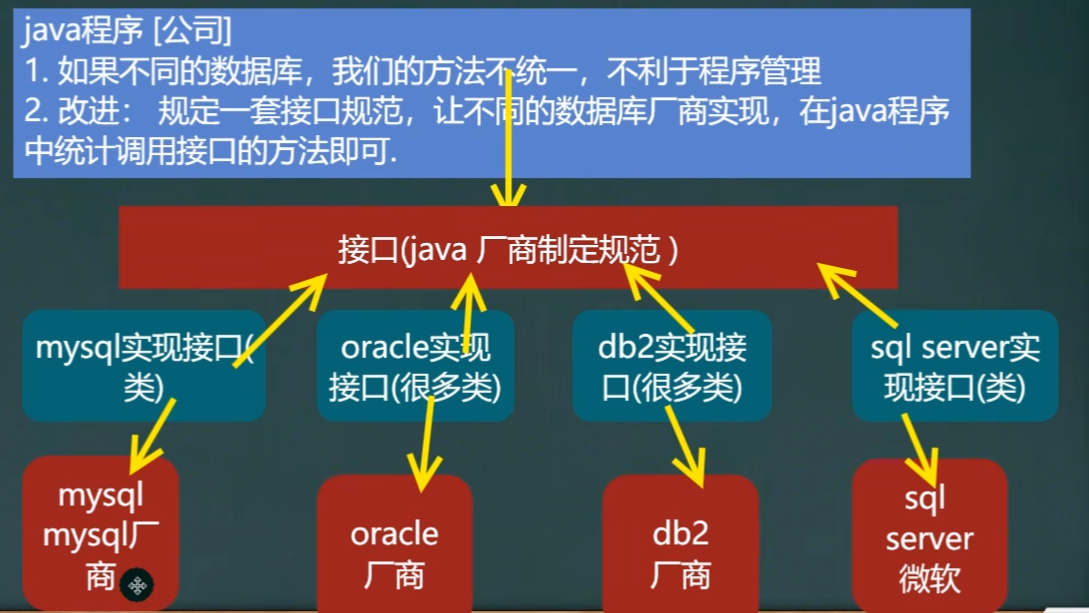 java程序 [公司]
1. 如果不同的数据库，我们的方法不统一，不利于程序管理
2. 改进： 规定一套接口规范，让不同的数据库厂商实现，在java程序
中统计调用接口的方法即可.
接口(java 厂商制定规范 )
mysql实现接口(
类)
oracle实现
接口(很多类)
db2实现接
口(很多类)
sql server实
现接口(类)
mysql
mysql厂
商
oracle
厂商
db2
厂商
sql
server
微软